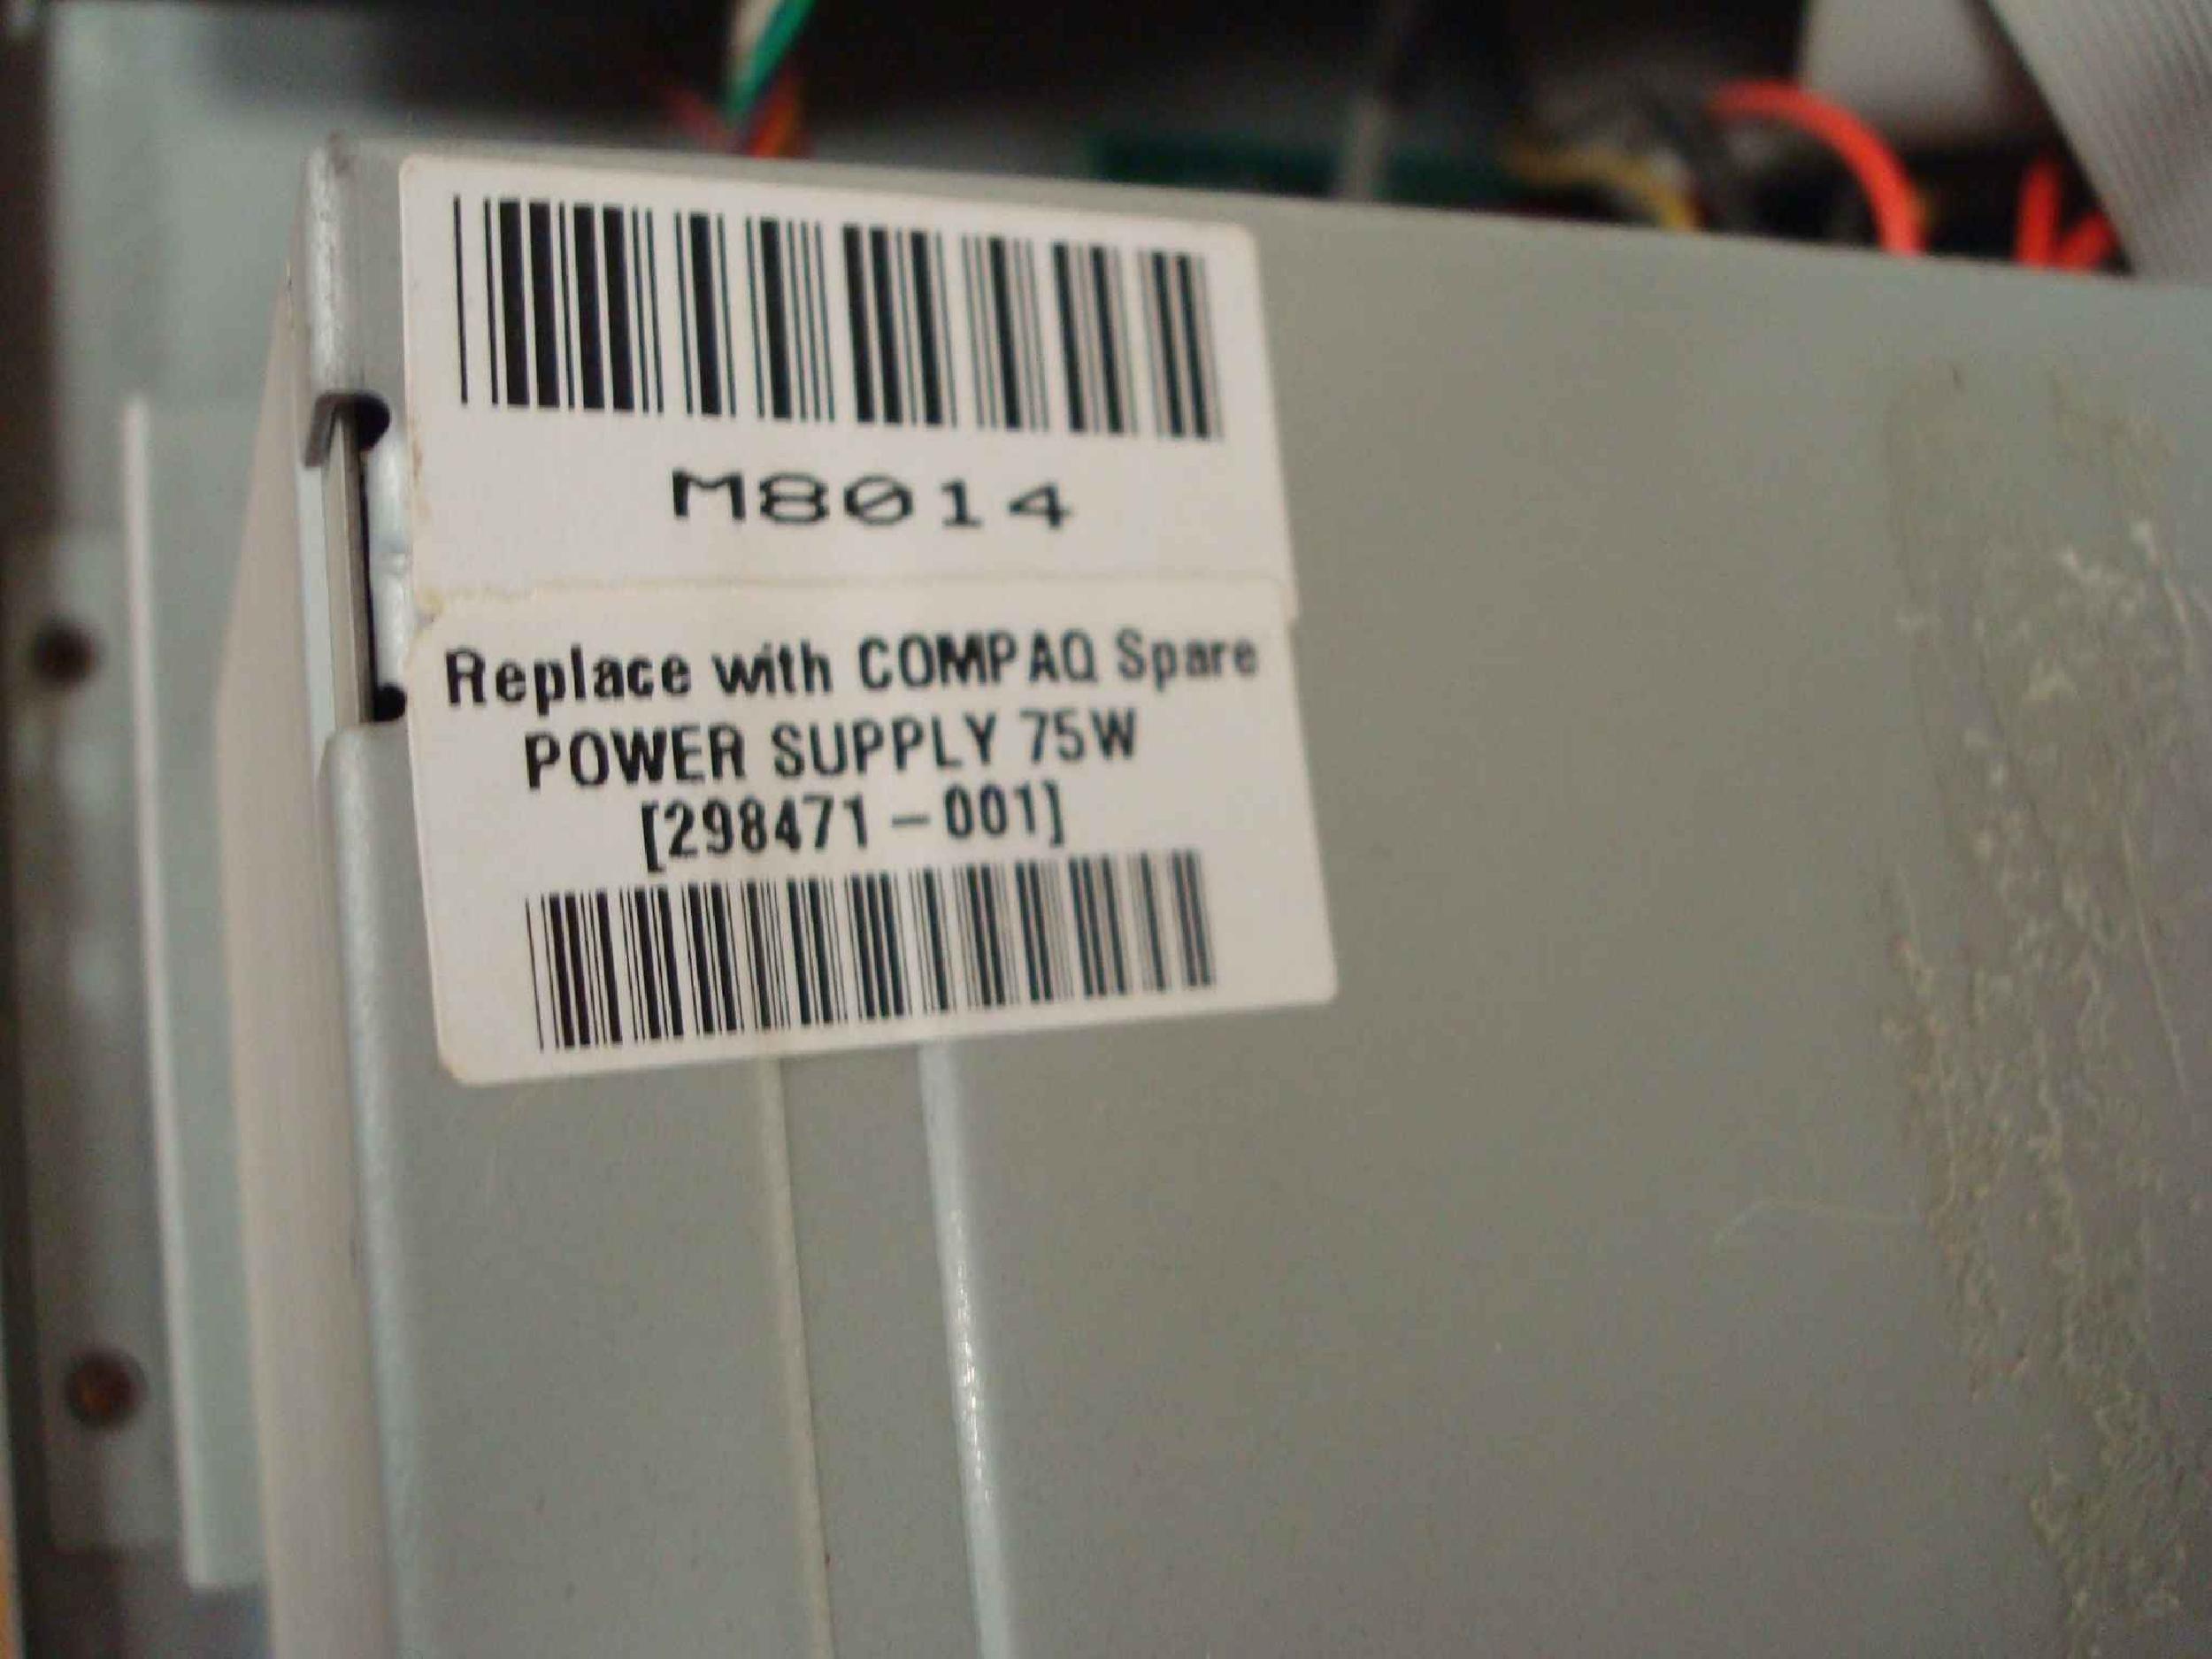 M8014
Replace with COMPAQ Spare
POWER SUPPLY 75W
[298471-001]